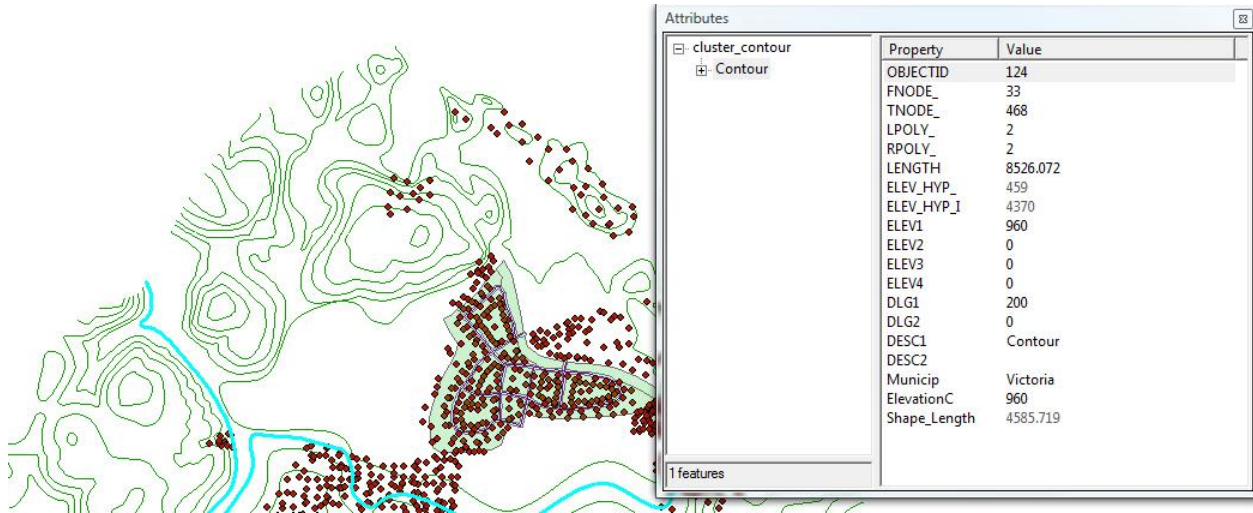 Attributes
cluster_contour
Contour
1 features
Property Value
OBJECTID 124
FNODE_ 33
TNODE_ 468
LPOLY_ 2
RPOLY_ 2
LENGTH 8526.072
ELEV_HYP_ 459
ELEV_HYP_I 4370
ELEV1 960
ELEV2 0
ELEV3 0
ELEV4 0
DLG1 200
DLG2 0
DESC1 Contour
DESC2
Municip Victoria
ElevationC 960
Shape_Length 4585.719